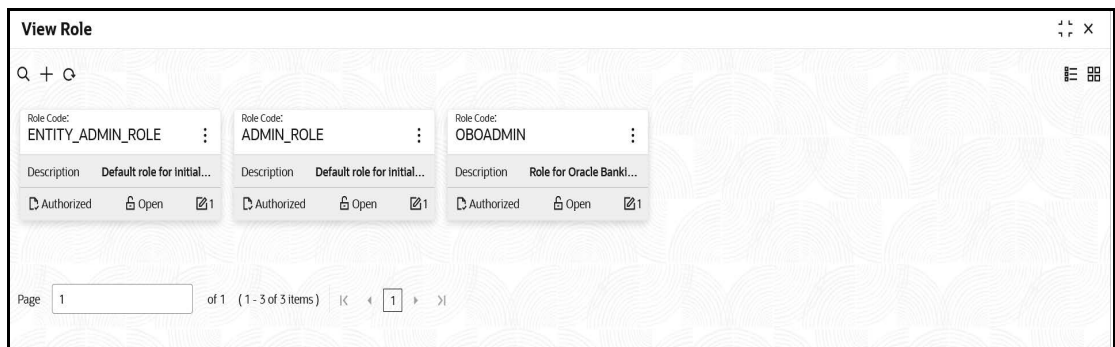 View Role
Role Code: Role Code: Role Code:
ENTITY_ADMIN_ROLE ADMIN_ROLE OBOADMIN
Description Default role for Initial... Description Default role for Initial... Description Role for Oracle Banki...
Authorized Open 1 Authorized Open 1 Authorized Open 1
Page 1 of 1 ( 1 - 3 of 3 items ) 1